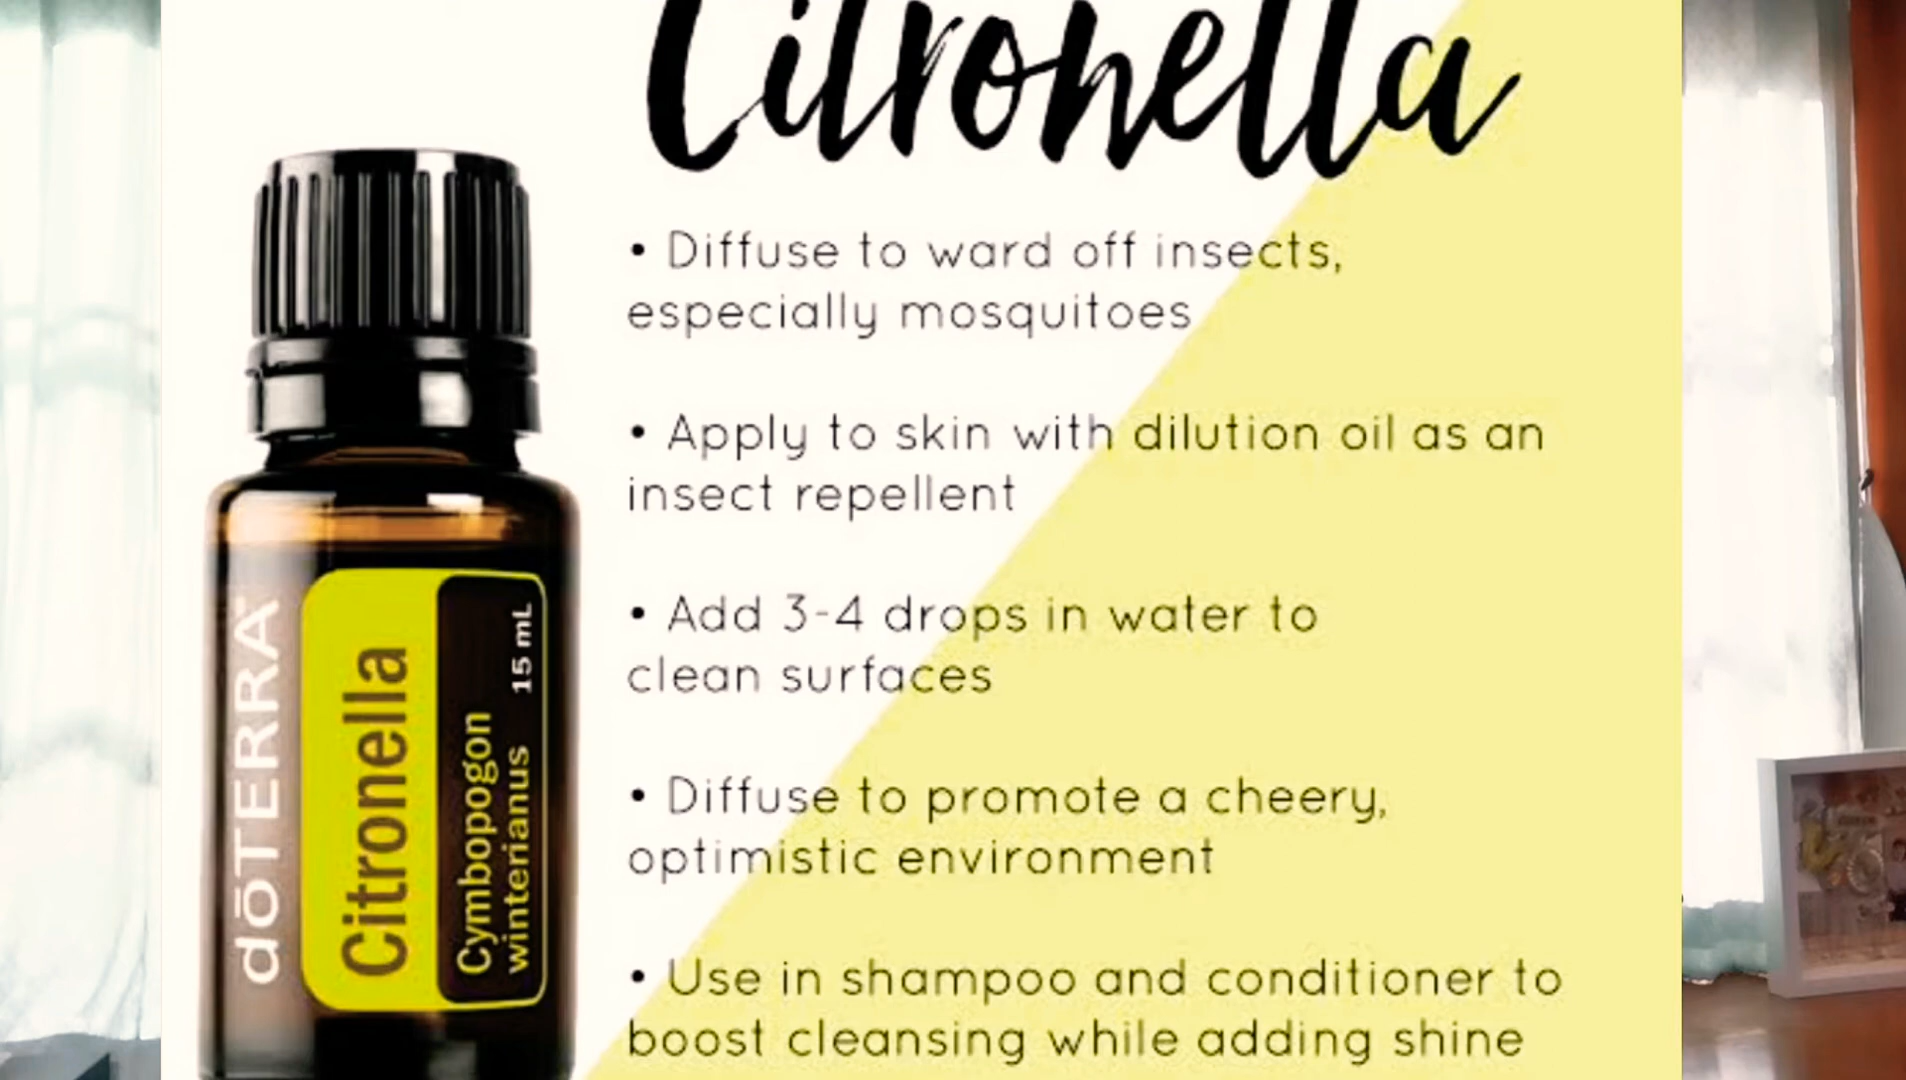 Citronella
• Diffuse to ward off insects,
especially mosquitoes
• Apply to skin with dilution oil as an
insect repellent
• Add 3-4 drops in water to
clean surfaces
• Diffuse to promote a cheery,
optimistic environment
• Use in shampoo and conditioner to
boost cleansing while adding shine
dōTERRA
Citronella
Cymbopogon
winterianus 15 mL